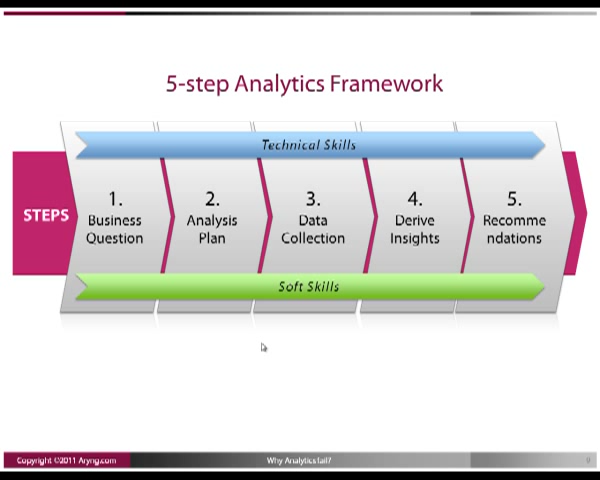 5-step Analytics Framework
Technical Skills
STEPS
1.
Business
Question
2.
Analysis
Plan
3.
Data
Collection
4.
Derive
Insights
5.
Recomme
ndations
Soft Skills
Copyright ©2011 Aryng.com
Why Analytics fail?